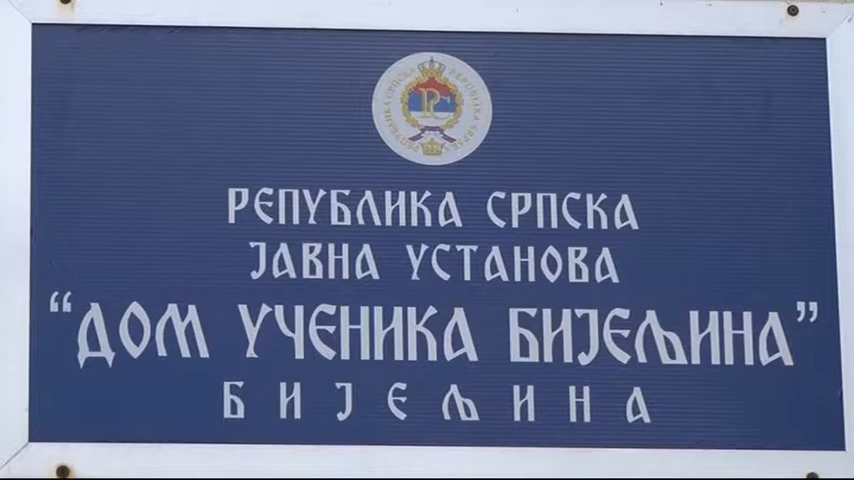 РЕПУБЛИКА СРПСКА
ЈАВНА УСТАНОВА
“ДОМ УЧЕНИКА БИЈЕЉИНА”
БИЈЕЉИНА